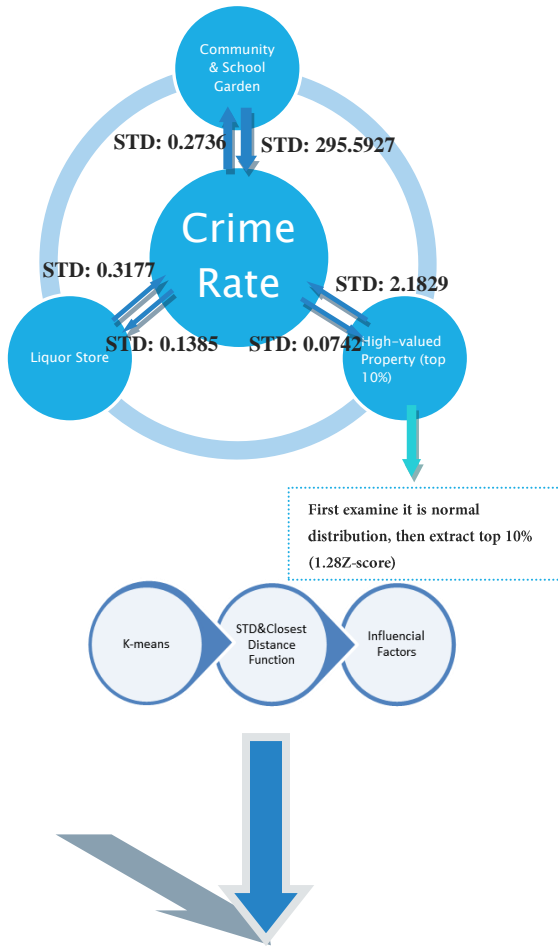 Community
& School
Garden
STD: 0.2736
STD: 295.5927
Crime
Rate
STD: 0.3177
STD: 2.1829
Liquor Store
STD: 0.1385
STD: 0.0742
High-valued
Property (top
10%)
First examine it is normal
distribution, then extract top 10%
(1.28Z-score)
K-means
STD&Closest
Distance
Function
Influencial
Factors